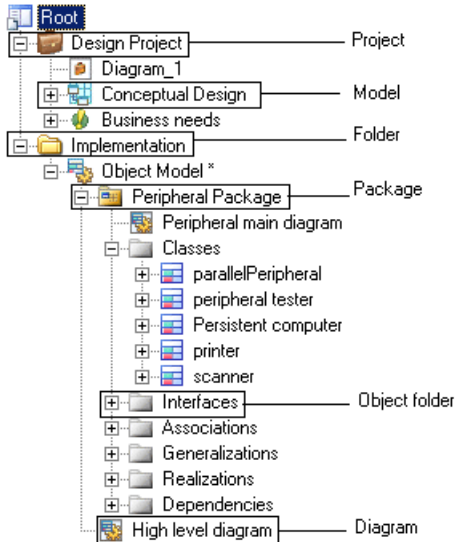 Root
Design Project Project
Diagram_1
Conceptual Design Model
Business needs
Implementation Folder
Object Model *
Peripheral Package Package
Peripheral main diagram
Classes
parallelPeripheral
peripheral tester
Persistent computer
printer
scanner
Interfaces Object folder
Associations
Generalizations
Realizations
Dependencies
High level diagram Diagram